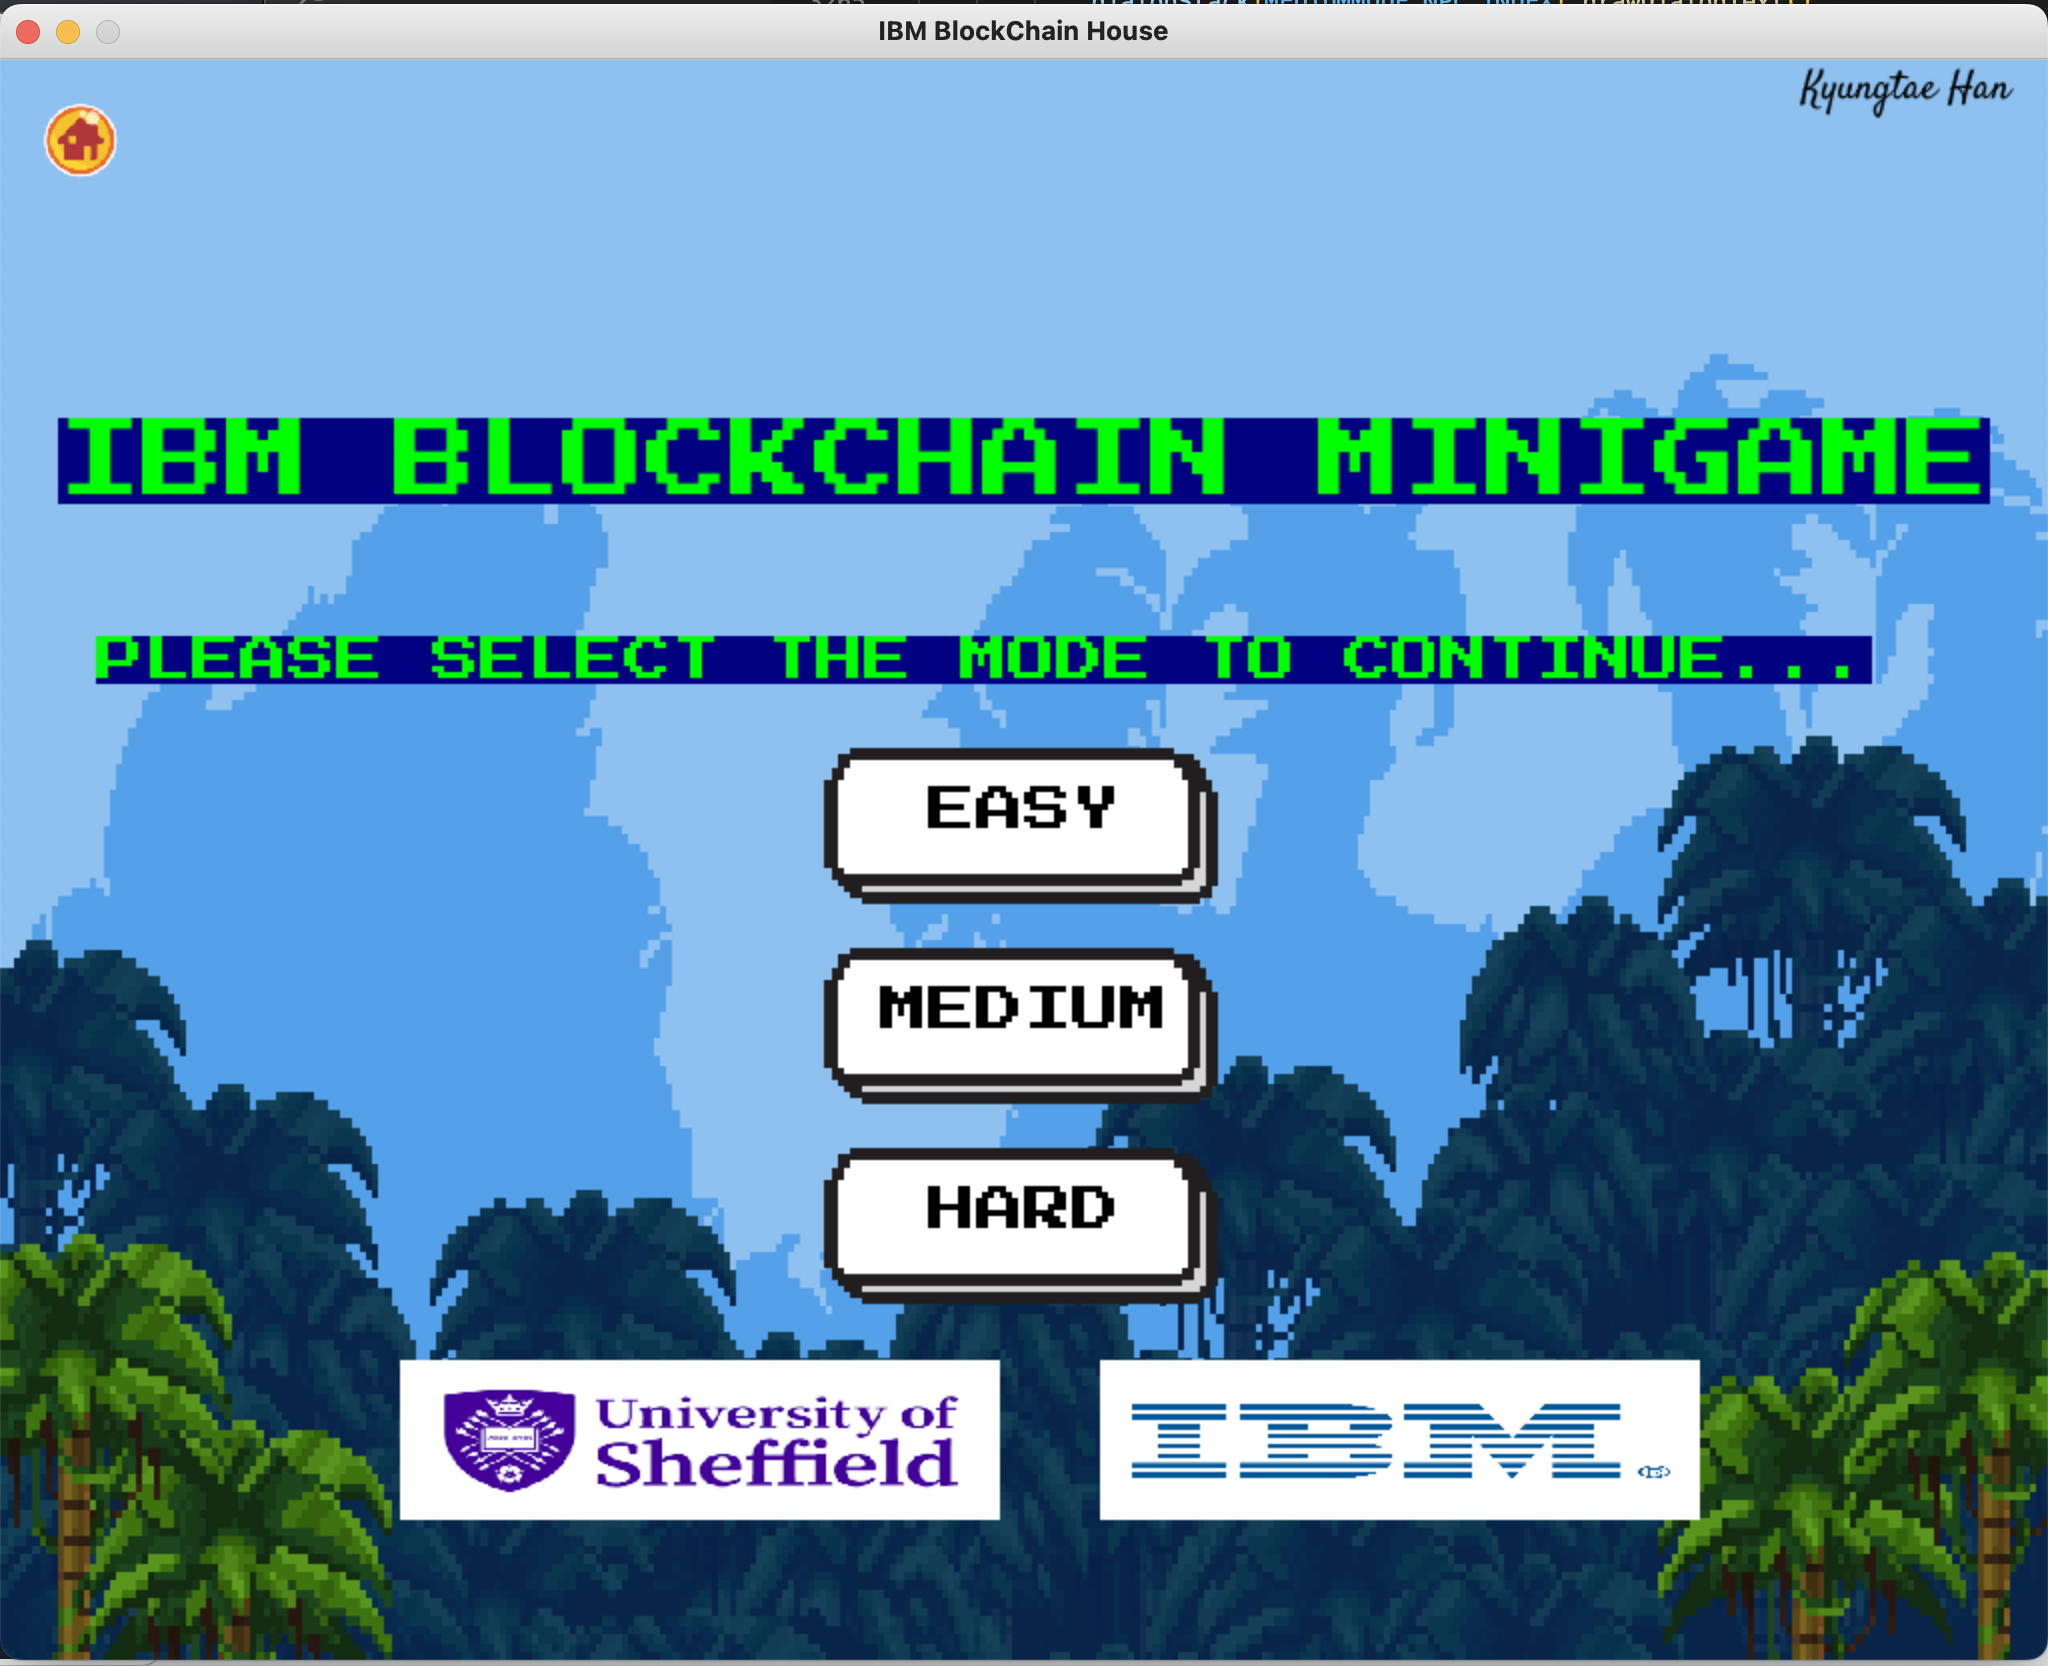 IBM BlockChain House
Kyungtae Han
IBM BLOCKCHAIN MINIGAME
PLEASE SELECT THE MODE TO CONTINUE...
EASY
MEDIUM
HARD
University of
Sheffield
IBM®